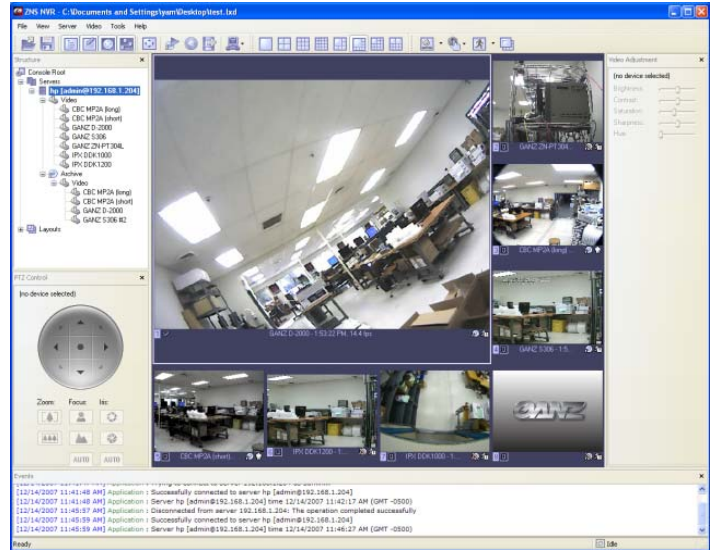 ZNS NVR - C:\Documents and Settings\yam\Desktop\test.lxd
File View Server Video Tools Help
Structure
Console Root
Servers
hp [admin@192.168.1.204]
Video
CBC MP2A (long)
CBC MP2A (short)
GANZ D-2000
GANZ 5306
GANZ ZN-PT304L
IPX DDK1000
IPX DDK1200
Archive
Video
CBC MP2A (long)
CBC MP2A (short)
GANZ D-2000
GANZ 5306 #2
Layouts
PTZ Control
(no device selected)
Zoom: Focus: Iris:
AUTO AUTO
1 GANZ D-2000 - 1:53:22 PM, 14.4 fps
2 GANZ ZN-PT304...
3 CBC MP2A (long)...
4 GANZ 5306 - 1:5...
5 CBC MP2A (short)...
6 IPX DDK1200 - 1...
7 IPX DDK1000 - 1...
8
GANZ
Video Adjustment
(no device selected)
Brightness:
Contrast:
Saturation:
Sharpness:
Hue:
Events
[12/14/2007 11:41:48 AM] Application : Successfully connected to server hp [admin@192.168.1.204]
[12/14/2007 11:41:48 AM] Application : Server hp [admin@192.168.1.204] time 12/14/2007 11:42:17 AM (GMT -0500)
[12/14/2007 11:45:57 AM] Application : Disconnected from server 192.168.1.204: The operation completed successfully
[12/14/2007 11:45:59 AM] Application : Successfully connected to server hp [admin@192.168.1.204]
[12/14/2007 11:45:59 AM] Application : Server hp [admin@192.168.1.204] time 12/14/2007 11:46:27 AM (GMT -0500)
Ready
Idle